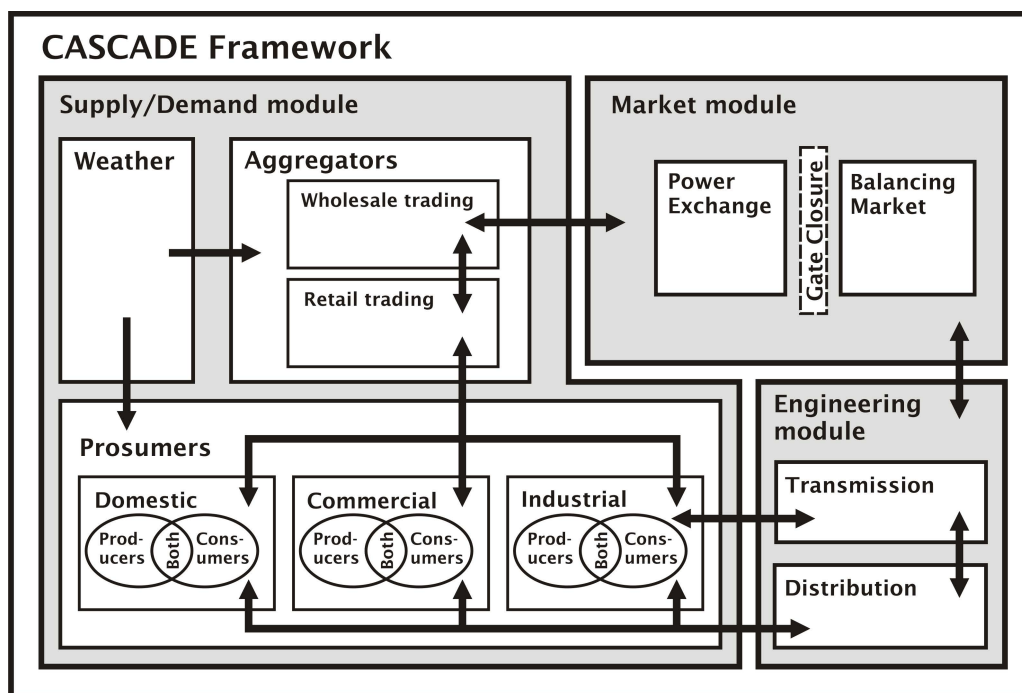 CASCADE Framework
Supply/Demand module
Weather
Aggregators
Wholesale trading
Retail trading
Market module
Power
Exchange
Gate Closure
Balancing
Market
Prosumers
Domestic
Prod-
ucers
Both
Cons-
umers
Commercial
Prod-
ucers
Both
Cons-
umers
Industrial
Prod-
ucers
Both
Cons-
umers
Engineering
module
Transmission
Distribution